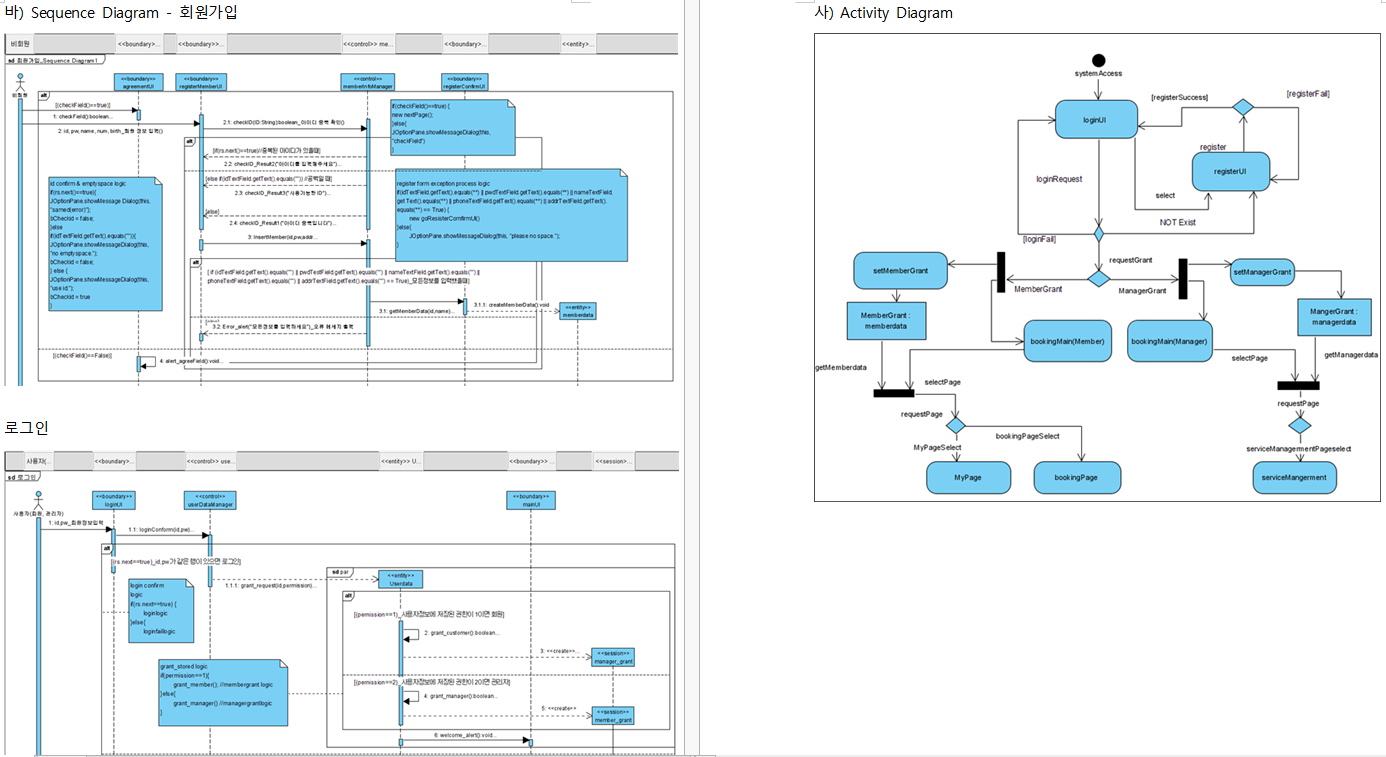 바) Sequence Diagram - 회원가입
비회원
<<boundary>>...
<<boundary>>...
<<control>> me...
<<boundary>>...
<<entity>>...
sd 회원가입_Sequence Diagram1
비회원
<<boundary>>
agreementUI
<<boundary>>
registerMemberUI
<<control>>
memberInfoManager
<<boundary>>
registerConfirmUI
alt
[(checkField()==true)]
1: checkField():boolean...
2: id, pw, name, num, birth_회원 정보 입력()
2.1: checkID(ID:String):boolean_아이디 중복 확인()
if(checkField()==true) {
new nextPage();
}else{
JOptionPane.showMessageDialog(this,
"checkField")
}
alt
[if(rs.next()==true)//중복된 아이디가 있을때]
2.2: checkID_Result2("아이디를 입력해주세요")...
[else if(idTextField.getText().equals("")) //공백일 때]
2.3: checkID_Result3("사용가능한 ID")...
[else]
2.4: checkID_Result1("아이디 중복입니다")...
3: InsertMember(id,pw,addr...
id confirm & emptyspace logic
if(rs.next()==true){
JOptionPane.showMessage Dialog(this,
"samed(error)");
bCheckId = false;
}else
if(idTextField.getText().equals("")){
JOptionPane.showMessageDialog(this,
"no emptyspace.");
bCheckId = false;
} else {
JOptionPane.showMessageDialog(this,
"use id.");
bCheckId = true
}
register form exception process logic
if(idTextField.getText().equals("") || pwdTextField.getText().equals("") || nameTextField.
get Text().equals("") || phoneTextField.getText().equals("") || addrTextField.getText().
equals("") == True) {
new goResisterComfirmUI()
}else{
JOptionPane.showMessageDialog(this, "please no space.");
}
alt
[ if (idTextField.getText().equals("") || pwdTextField.getText().equals("") || nameTextField.getText().equals("") ||
phoneTextField.getText().equals("") || addrTextField.getText().equals("") == True)_모든정보를 입력했을때]
3.1: getMemberData(id,name)...
3.1.1: createMemberData():void
<<entity>>
memberdata
3.2: Error_alert("모든정보를 입력하세요")_오류 메세지 출력
[(checkField()==False)]
4: alert_agreeField():void...
로그인
사용자(...
<<boundary>>...
<<control>> use...
<<entity>> U...
<<boundary>> ...
<<session>>...
sd 로그인
사용자(회원, 관리자)
<<boundary>>
loginUI
<<control>>
userDataManager
<<boundary>>
mainUI
1: id,pw_회원정보입력
1.1: loginConform(id,pw)...
alt
[(rs.next==true)_id,pw가 같은 행이 있으면 로그인]
login confirm
logic
if(rs.next==true) {
loginlogic
}else{
loginfaillogic
1.1.1: grant_request(id,permission)...
sd par
<<entity>>
Userdata
alt
[(permission==1)_사용자정보에 저장된 권한이 1이면 회원]
2: grant_customer():boolean...
3: <<create>>...
<<session>>
manager_grant
grant_stored logic
if(permission==1){
grant_member(); //membergrant logic
}else{
grant_manager() //managergrantlogic
}
[(permission==2)_사용자정보에 저장된 권한이 2이면 관리자]
4: grant_manager():boolean...
5: <<create>>
<<session>>
member_grant
6: welcome_alert():void...
사) Activity Diagram
systemAccess
loginUI
[registerSuccess]
[registerFail]
register
registerUI
loginRequest
select
NOT Exist
[loginFail]
requestGrant
setMemberGrant
MemberGrant
ManagerGrant
setManagerGrant
MemberGrant :
memberdata
MangerGrant :
managerdata
bookingMain(Member)
bookingMain(Manager)
getMemberdata
selectPage
selectPage
getManagerdata
requestPage
requestPage
MyPageSelect
bookingPageSelect
serviceManagermentPageselect
MyPage
bookingPage
serviceMangerment